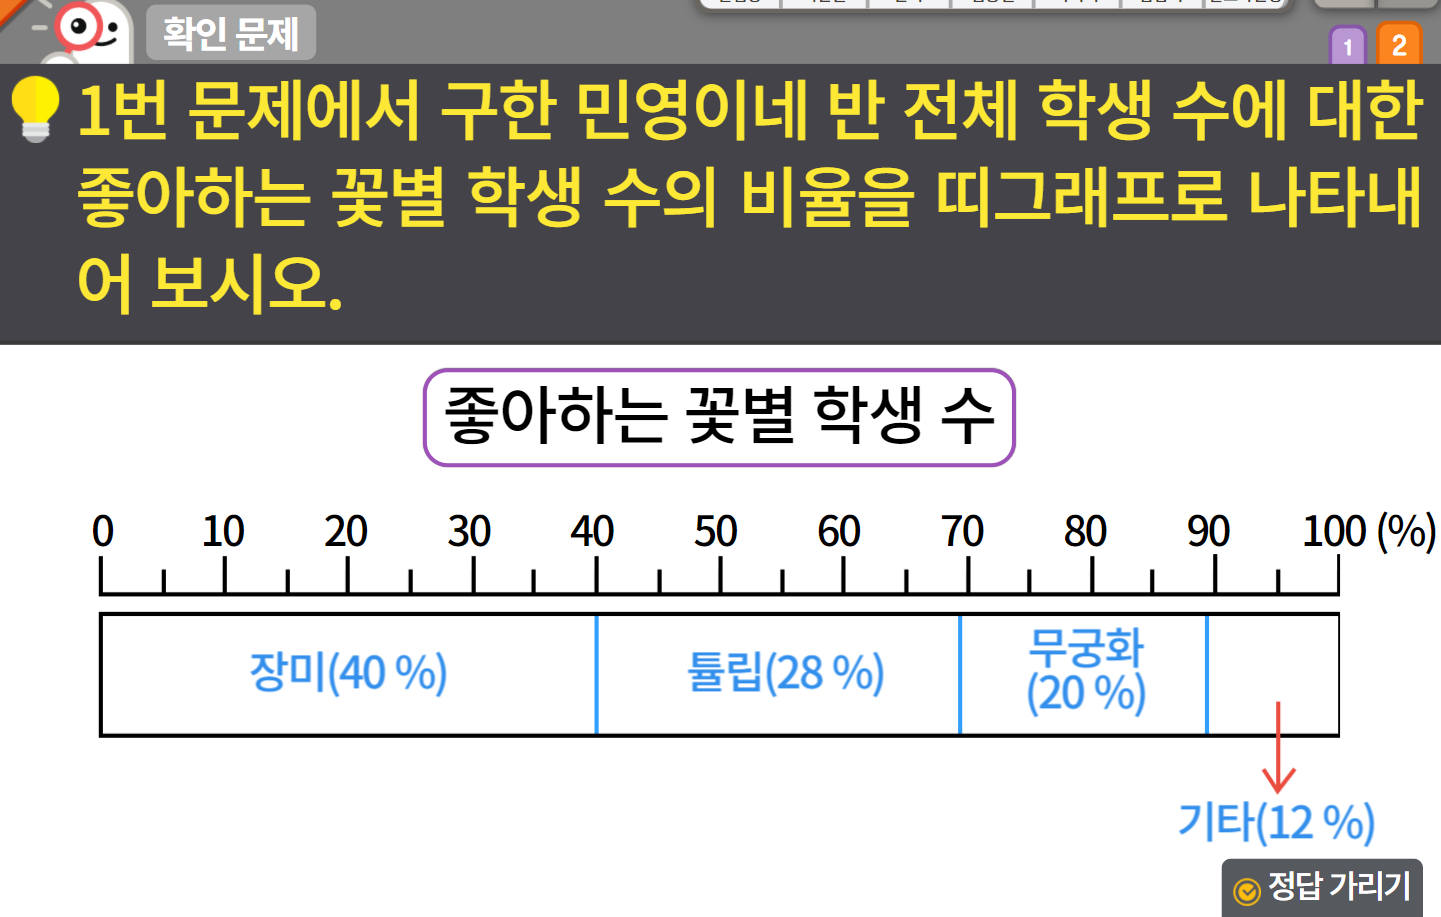 확인 문제
1
2
1번 문제에서 구한 민영이네 반 전체 학생 수에 대한
좋아하는 꽃별 학생 수의 비율을 띠그래프로 나타내
어 보시오.
좋아하는 꽃별 학생 수
0 10 20 30 40 50 60 70 80 90 100 (%)
장미(40 %) 튤립(28 %) 무궁화
(20 %)
기타(12 %)
정답 가리기